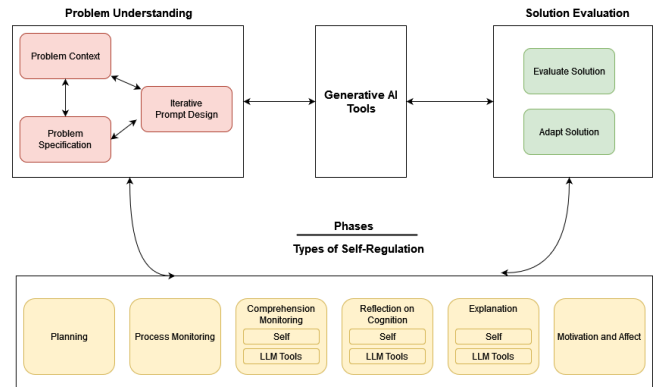 Problem Understanding
Solution Evaluation
Problem Context
Iterative
Prompt Design
Problem
Specification
Generative AI
Tools
Evaluate Solution
Adapt Solution
Phases
Types of Self-Regulation
Planning
Process Monitoring
Comprehension
Monitoring
Self
LLM Tools
Reflection on
Cognition
Self
LLM Tools
Explanation
Self
LLM Tools
Motivation and Affect